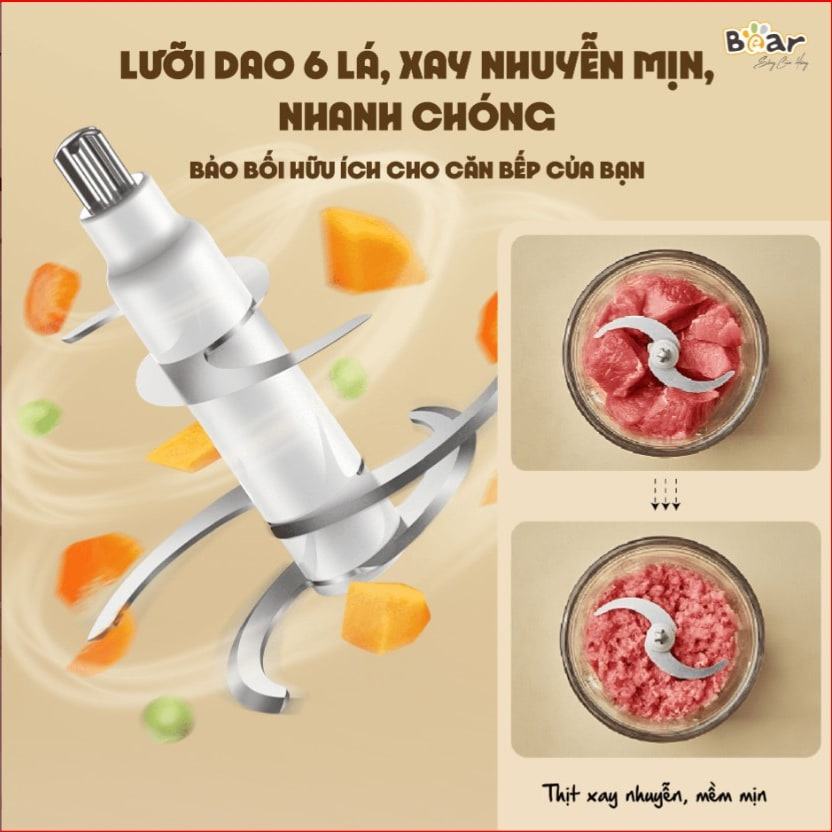 Bear
LƯỠI DAO 6 LÁ, XAY NHUYỄN MỊN,
NHANH CHÓNG
BẢO BỐI HỮU ÍCH CHO CĂN BẾP CỦA BẠN
Thịt xay nhuyễn, mềm mịn